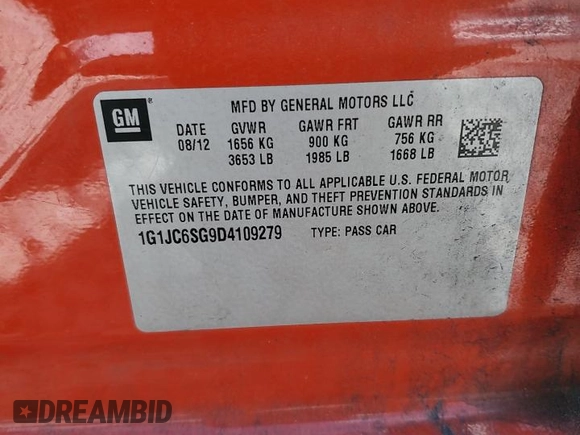 GM
MFD BY GENERAL MOTORS LLC
DATE GVWR GAWR FRT GAWR RR
08/12 1656 KG 900 KG 756 KG
3653 LB 1985 LB 1668 LB
THIS VEHICLE CONFORMS TO ALL APPLICABLE U.S. FEDERAL MOTOR
VEHICLE SAFETY, BUMPER, AND THEFT PREVENTION STANDARDS IN
EFFECT ON THE DATE OF MANUFACTURE SHOWN ABOVE.
1G1JC6SG9D4109279 TYPE: PASS CAR
DREAMBID